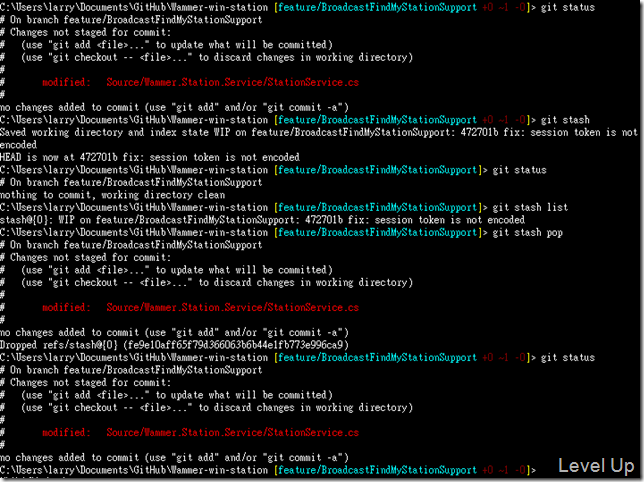 C:\Users\larry\Documents\GitHub\Wammer-win-station [feature/BroadcastFindMyStationSupport +0 ~1 -0]> git status
# On branch feature/BroadcastFindMyStationSupport
# Changes not staged for commit:
#   (use "git add <file>..." to update what will be committed)
#   (use "git checkout -- <file>..." to discard changes in working directory)
#
#       modified:   Source/Wammer.Station.Service/StationService.cs
#
no changes added to commit (use "git add" and/or "git commit -a")
C:\Users\larry\Documents\GitHub\Wammer-win-station [feature/BroadcastFindMyStationSupport +0 ~1 -0]> git stash
Saved working directory and index state WIP on feature/BroadcastFindMyStationSupport: 472701b fix: session token is not
encoded
HEAD is now at 472701b fix: session token is not encoded
C:\Users\larry\Documents\GitHub\Wammer-win-station [feature/BroadcastFindMyStationSupport]> git status
# On branch feature/BroadcastFindMyStationSupport
nothing to commit, working directory clean
C:\Users\larry\Documents\GitHub\Wammer-win-station [feature/BroadcastFindMyStationSupport]> git stash list
stash@{0}: WIP on feature/BroadcastFindMyStationSupport: 472701b fix: session token is not encoded
C:\Users\larry\Documents\GitHub\Wammer-win-station [feature/BroadcastFindMyStationSupport]> git stash pop
# On branch feature/BroadcastFindMyStationSupport
# Changes not staged for commit:
#   (use "git add <file>..." to update what will be committed)
#   (use "git checkout -- <file>..." to discard changes in working directory)
#
#       modified:   Source/Wammer.Station.Service/StationService.cs
#
no changes added to commit (use "git add" and/or "git commit -a")
Dropped refs/stash@{0} (fe9e10aff65f79d366063b6b44e1fb773e996ca9)
C:\Users\larry\Documents\GitHub\Wammer-win-station [feature/BroadcastFindMyStationSupport +0 ~1 -0]> git status
# On branch feature/BroadcastFindMyStationSupport
# Changes not staged for commit:
#   (use "git add <file>..." to update what will be committed)
#   (use "git checkout -- <file>..." to discard changes in working directory)
#
#       modified:   Source/Wammer.Station.Service/StationService.cs
#
no changes added to commit (use "git add" and/or "git commit -a")
C:\Users\larry\Documents\GitHub\Wammer-win-station [feature/BroadcastFindMyStationSupport +0 ~1 -0]>
Level Up